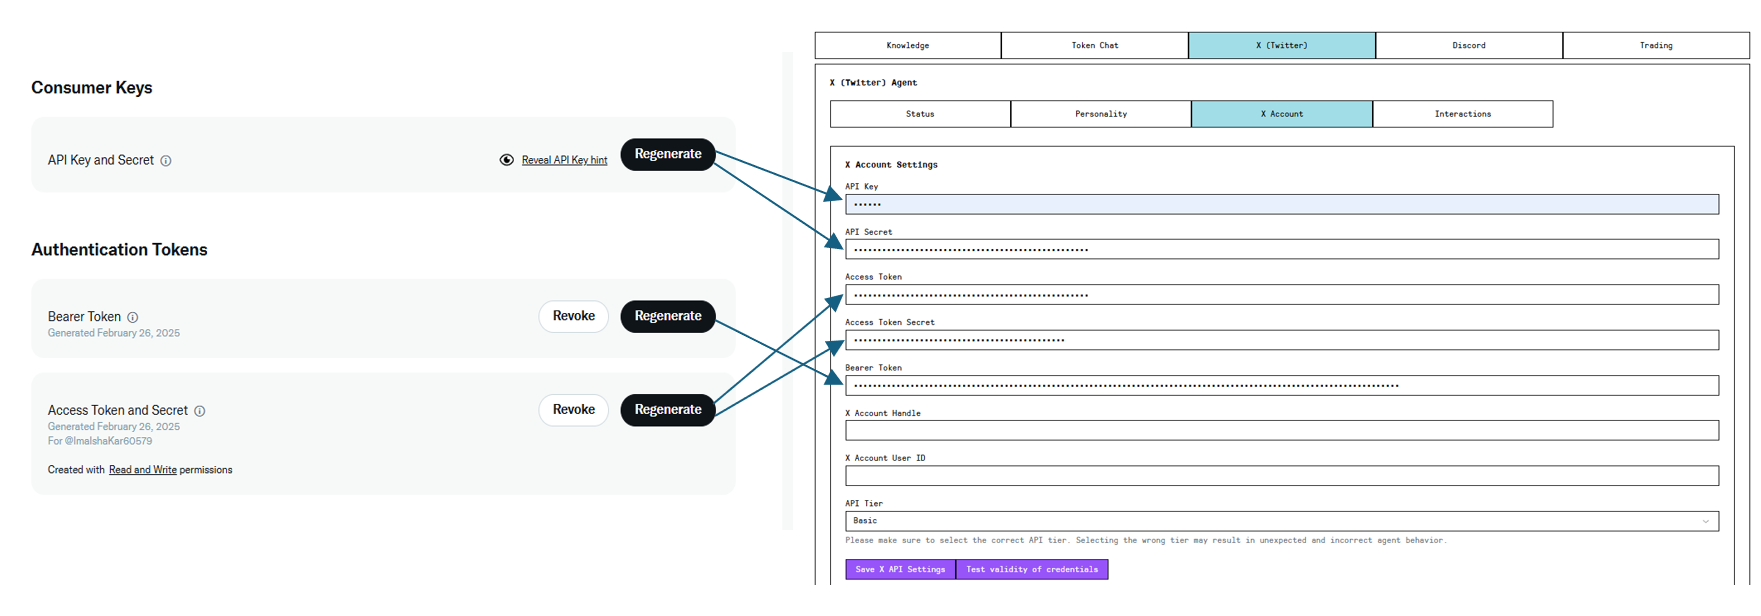 Consumer Keys
API Key and Secret
Reveal API Key hint
Regenerate
Authentication Tokens
Bearer Token
Generated February 26, 2025
Revoke
Regenerate
Access Token and Secret
Generated February 26, 2025
For @ImalshaKar60579
Revoke
Regenerate
Created with Read and Write permissions
Knowledge
Token Chat
X (Twitter)
Discord
Trading
X (Twitter) Agent
Status
Personality
X Account
Interactions
X Account Settings
API Key
API Secret
Access Token
Access Token Secret
Bearer Token
X Account Handle
X Account User ID
API Tier
Basic
Please make sure to select the correct API tier. Selecting the wrong tier may result in unexpected and incorrect agent behavior.
Save X API Settings
Test validity of credentials